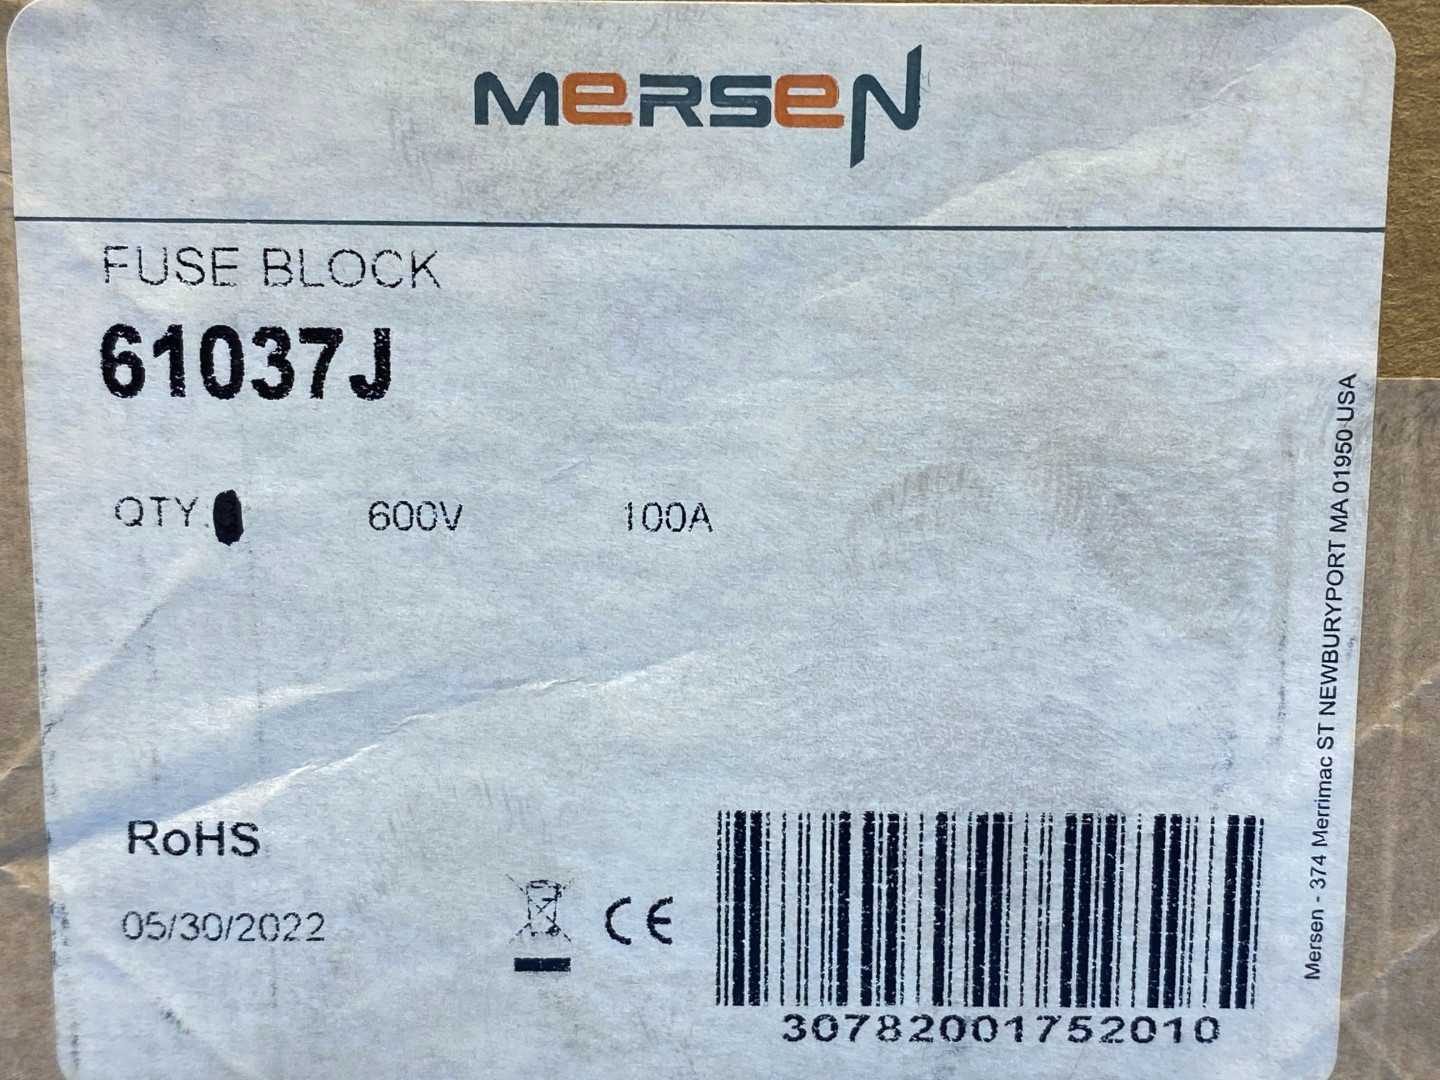 MERSEN
FUSE BLOCK
61037J
QTY.
600V
100A
RoHS
05/30/2022
CE
30782001752010
Mersen - 374 Merrimac ST NEWBURYPORT MA 01950 USA